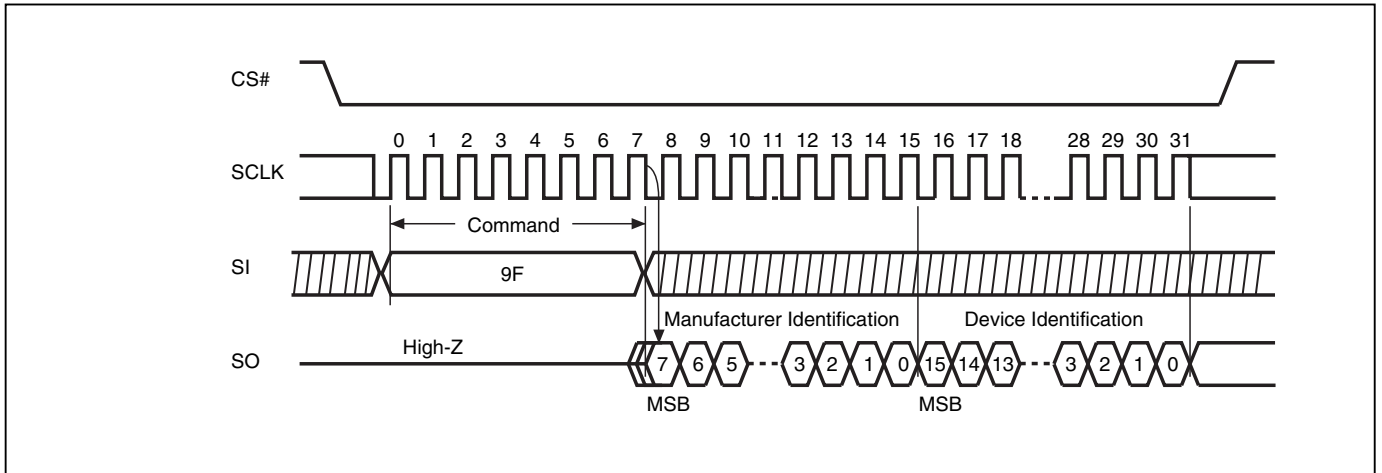 CS#
0 1 2 3 4 5 6 7 8 9 10 11 12 13 14 15 16 17 18 28 29 30 31
SCLK
Command
SI
9F
Manufacturer Identification Device Identification
High-Z
SO
7 6 5 3 2 1 0 15 14 13 3 2 1 0
MSB MSB